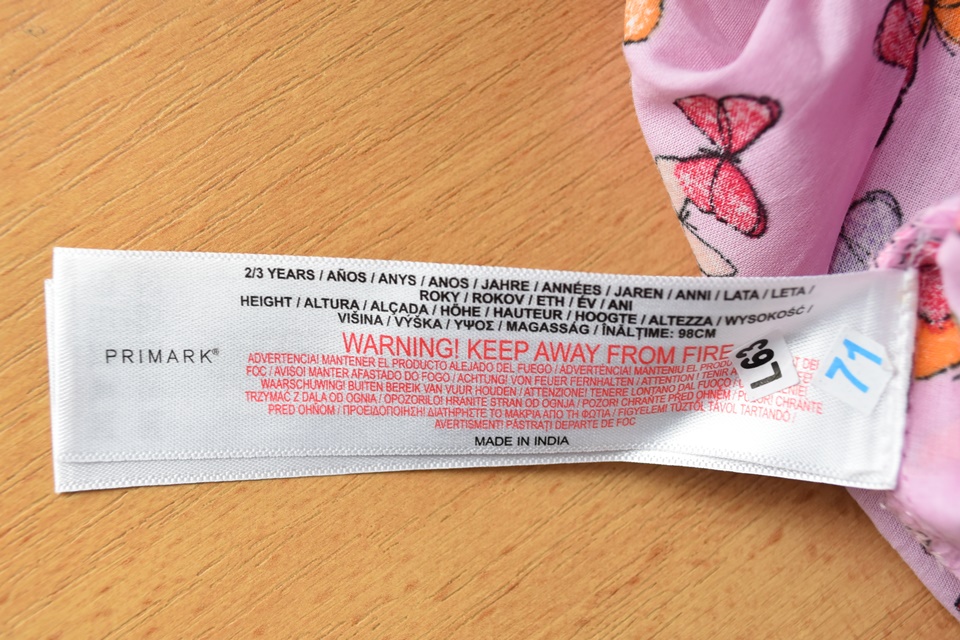 2/3 YEARS / AÑOS / ANYS / ANOS / JAHRE / ANNÉES / JAREN / ANNI / LATA / LETA /
ROKY / ROKOV / ETH / ÉV / ANI
HEIGHT / ALTURA / ALÇADA / HÖHE / HAUTEUR / HOOGTE / ALTEZZA / WYSOKOŚĆ /
VIŠINA / VÝŠKA / ΥΨΟΣ / MAGASSÁG / ÎNĂLȚIME: 98CM
PRIMARK®
WARNING! KEEP AWAY FROM FIRE
ADVERTENCIA! MANTENER EL PRODUCTO ALEJADO DEL FUEGO / ADVERTENCIA! MANTENIU EL DEL
FOC / AVISO! MANTER AFASTADO DO FOGO / ACHTUNG! VON FEUER FERNHALTEN / ATTENTION / TENIR
WAARSCHUWING! BUITEN BEREIK VAN VUUR HOUDEN / ATTENZIONE! TENERE LONTANO DAL FUOCO /
TRZYMAĆ Z DALA OD OGNIA / OPOZORILO! HRANITE STRAN OD OGNJA / POZOR! CHRAŇTE PRED OHNĚM / POZOR! CHRÁŇTE
PRED OHŇOM / ΠΡΟΕΙΔΟΠΟΙΗΣΗ! ΔΙΑΤΗΡΗΣΤΕ ΤΟ ΜΑΚΡΙΑ ΑΠΟ ΤΗ ΦΩΤΙΑ / FIGYELEM! TŰZTŐL TÁVOL TARTANDÓ /
AVERTISMENT! PĂSTRAȚI DEPARTE DE FOC
MADE IN INDIA
L63
71